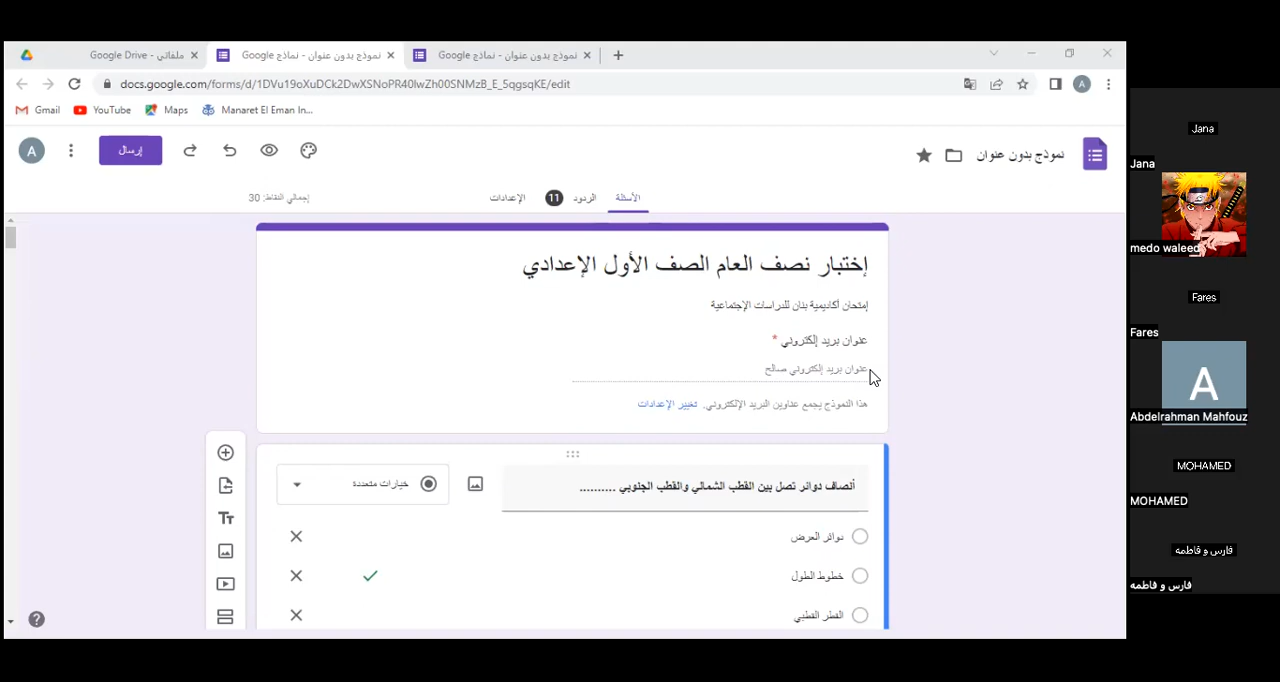 ملفاتي - Google Drive
نموذج بدون عنوان - نماذج Google
نموذج بدون عنوان - نماذج Google
docs.google.com/forms/d/1DVu19oXuDCk2DwXSNoPR40lwZh00SNMzB_E_5qgsqKE/edit
A
Gmail
YouTube
Maps
Manaret El Eman In...
نموذج بدون عنوان
إرسال
A
الأسئلة
الردود 11
الإعدادات
إجمالي النقاط: 30
إختبار نصف العام الصف الأول الإعدادي
إمتحان أكاديمية بنان للدراسات الإجتماعية
عنوان بريد إلكتروني *
عنوان بريد إلكتروني صالح
هذا النموذج يجمع عناوين البريد الإلكتروني. تغيير الإعدادات
أنصاف دوائر تصل بين القطب الشمالي والقطب الجنوبي ..........
خيارات متعددة
دوائر العرض
خطوط الطول
القطر القطبي
Jana
Jana
medo waleed
Fares
Fares
A
Abdelrahman Mahfouz
MOHAMED
MOHAMED
فارس و فاطمه
فارس و فاطمه